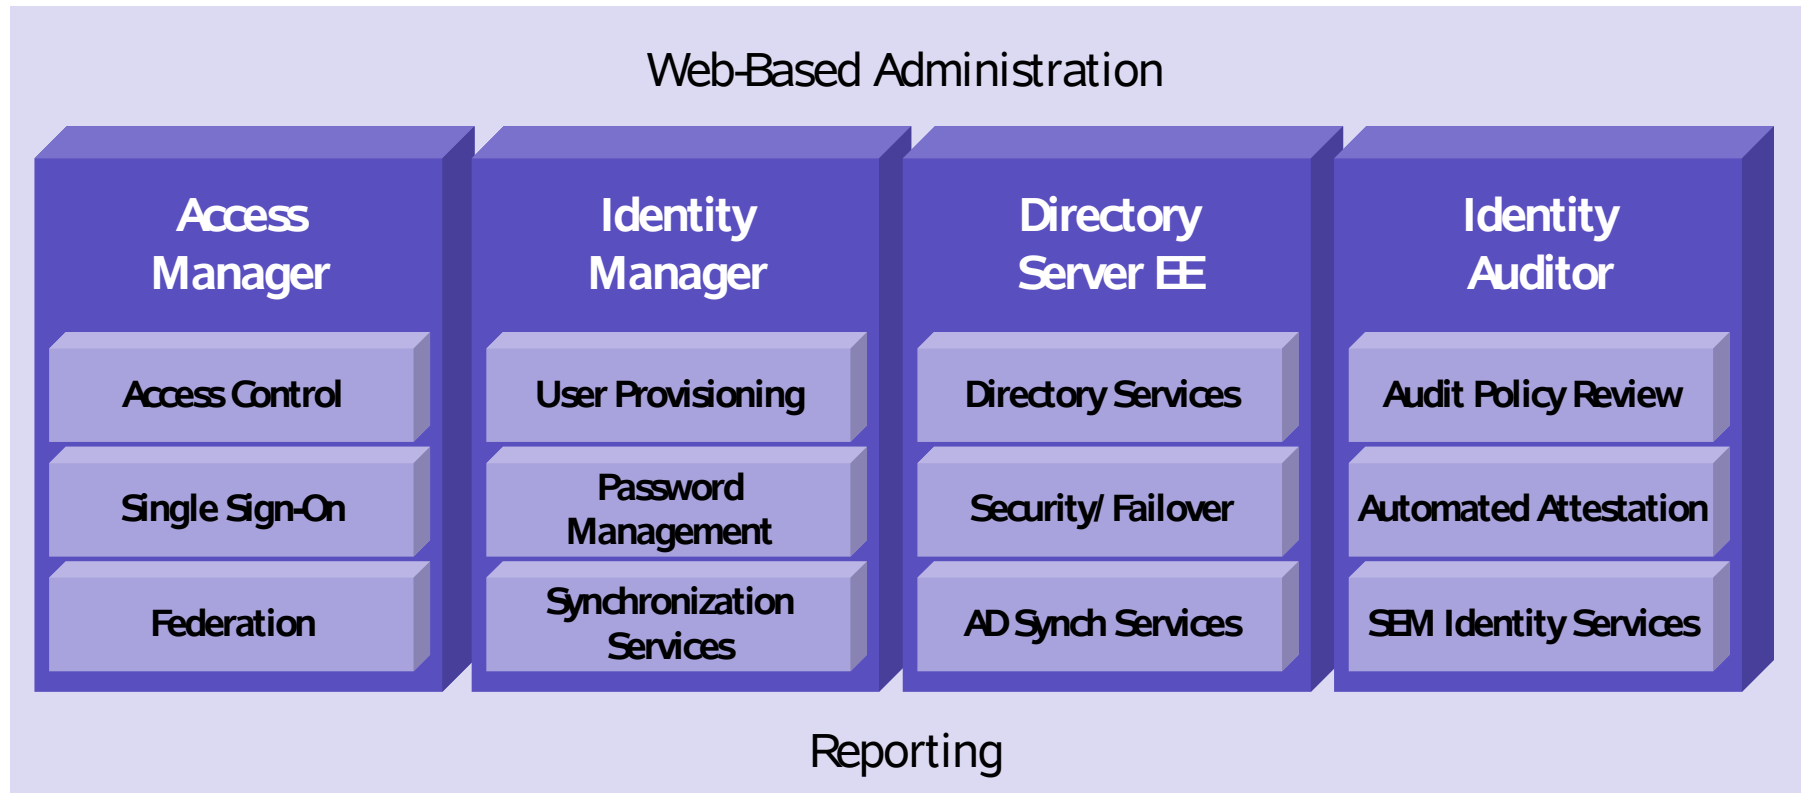 Web-Based Administration
Access
Manager
Identity
Manager
Directory
Server EE
Identity
Auditor
Access Control
User Provisioning
Directory Services
Audit Policy Review
Single Sign-On
Password
Management
Security/ Failover
Automated Attestation
Federation
Synchronization
Services
AD Synch Services
SEM Identity Services
Reporting